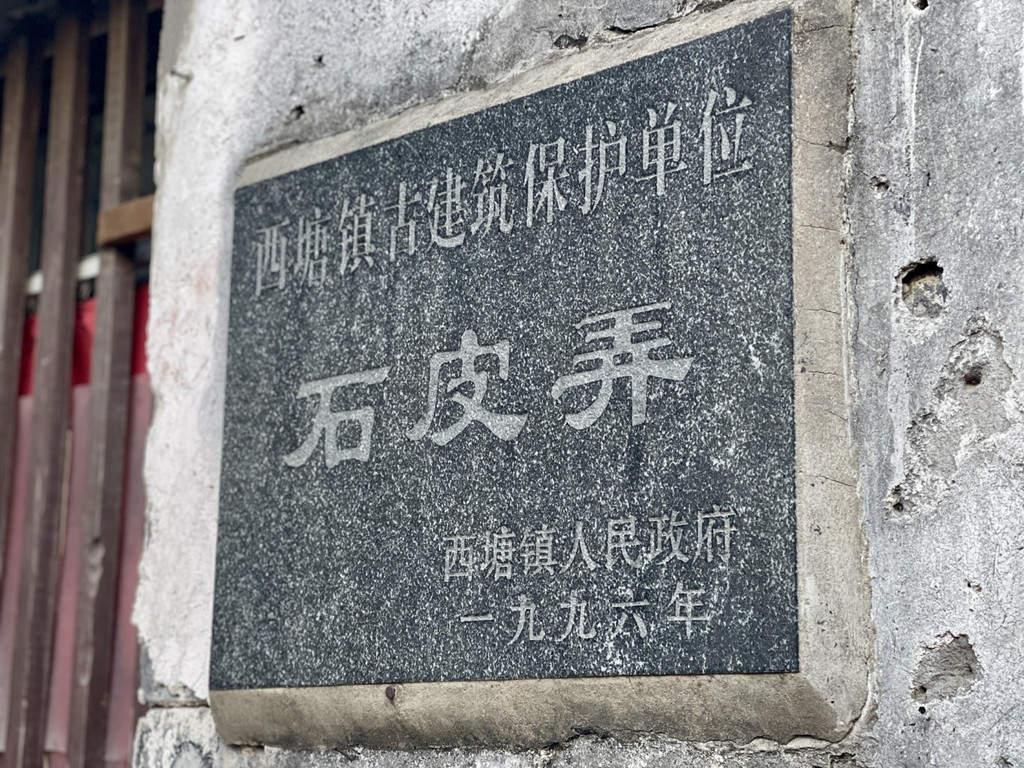 西塘镇古建筑保护单位
石皮弄
西塘镇人民政府
一九九六年